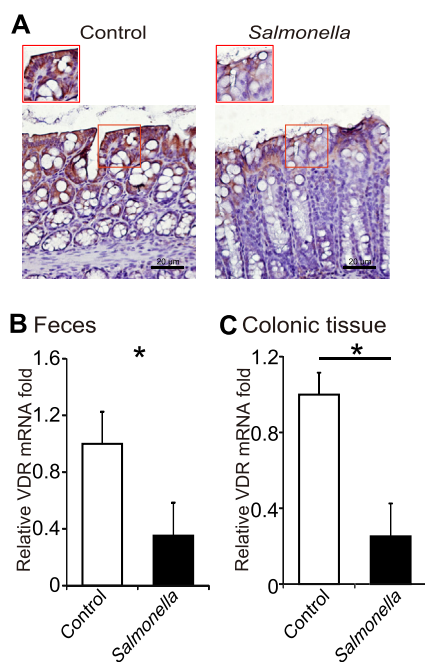 A
Control
Salmonella
20 μm
20 μm
B Feces
Relative VDR mRNA fold
1.6
1.2
0.8
0.4
0
*
Control
Salmonella
C Colonic tissue
Relative VDR mRNA fold
1.2
0.8
0.4
0
*
Control
Salmonella